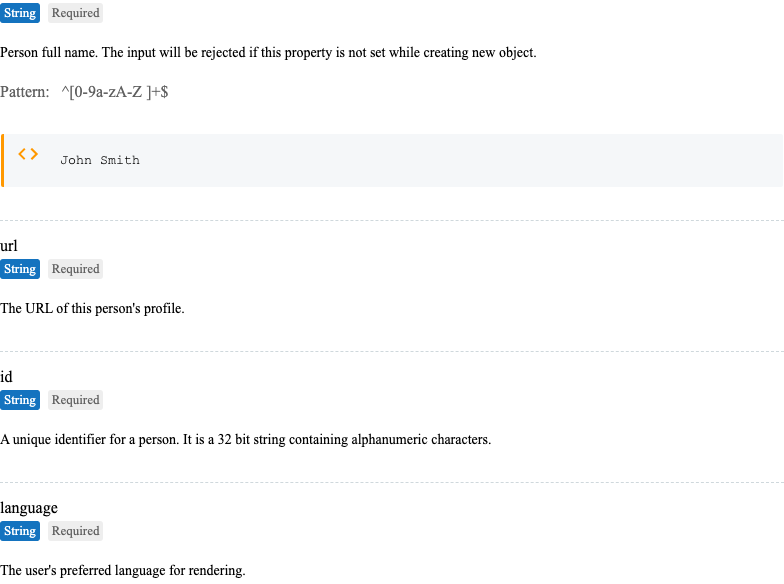 String Required
Person full name. The input will be rejected if this property is not set while creating new object.
Pattern: ^[0-9a-zA-Z ]+$
<> John Smith
url
String Required
The URL of this person's profile.
id
String Required
A unique identifier for a person. It is a 32 bit string containing alphanumeric characters.
language
String Required
The user's preferred language for rendering.